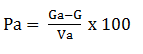 Pa = Ga−G/Va x 100